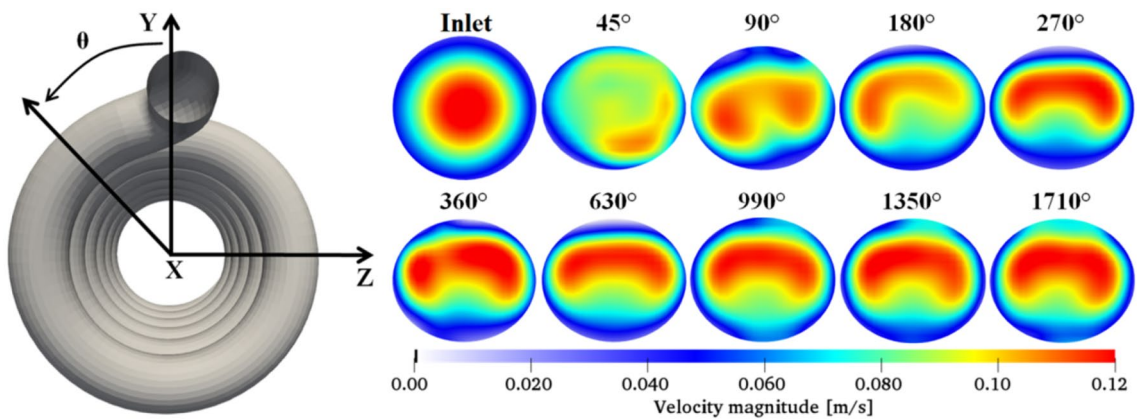 Y
θ
X
Z
Inlet 45° 90° 180° 270°
360° 630° 990° 1350° 1710°
0.00 0.020 0.040 0.060 0.080 0.10 0.12
Velocity magnitude [m/s]